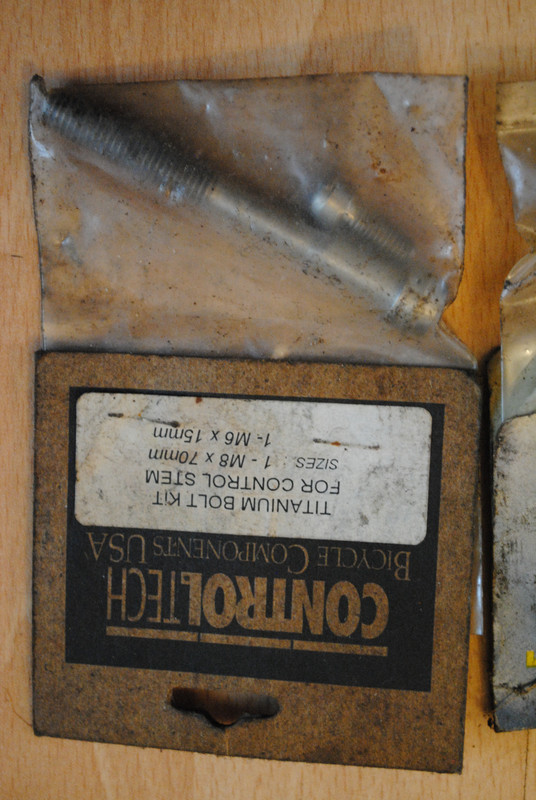 CONTROLTECH
BICYCLE COMPONENTS USA
TITANIUM BOLT KIT
FOR CONTROL STEM
SIZES : 1 - M8 x 70mm
1- M6 x 15mm